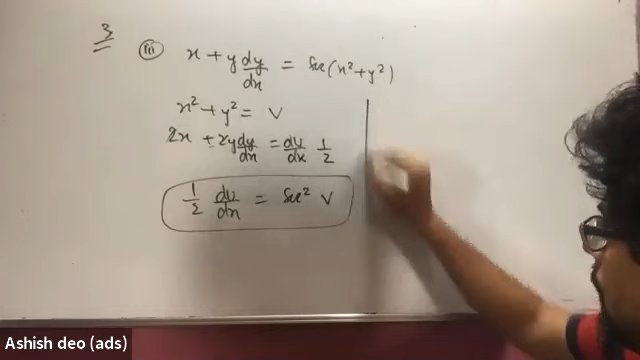 3 (iii) x + y dy/dx = sec(x² + y²)
x² + y² = v
2x + 2y dy/dx = dv/dx 1/2
1/2 dv/dx = sec² v
Ashish deo (ads)